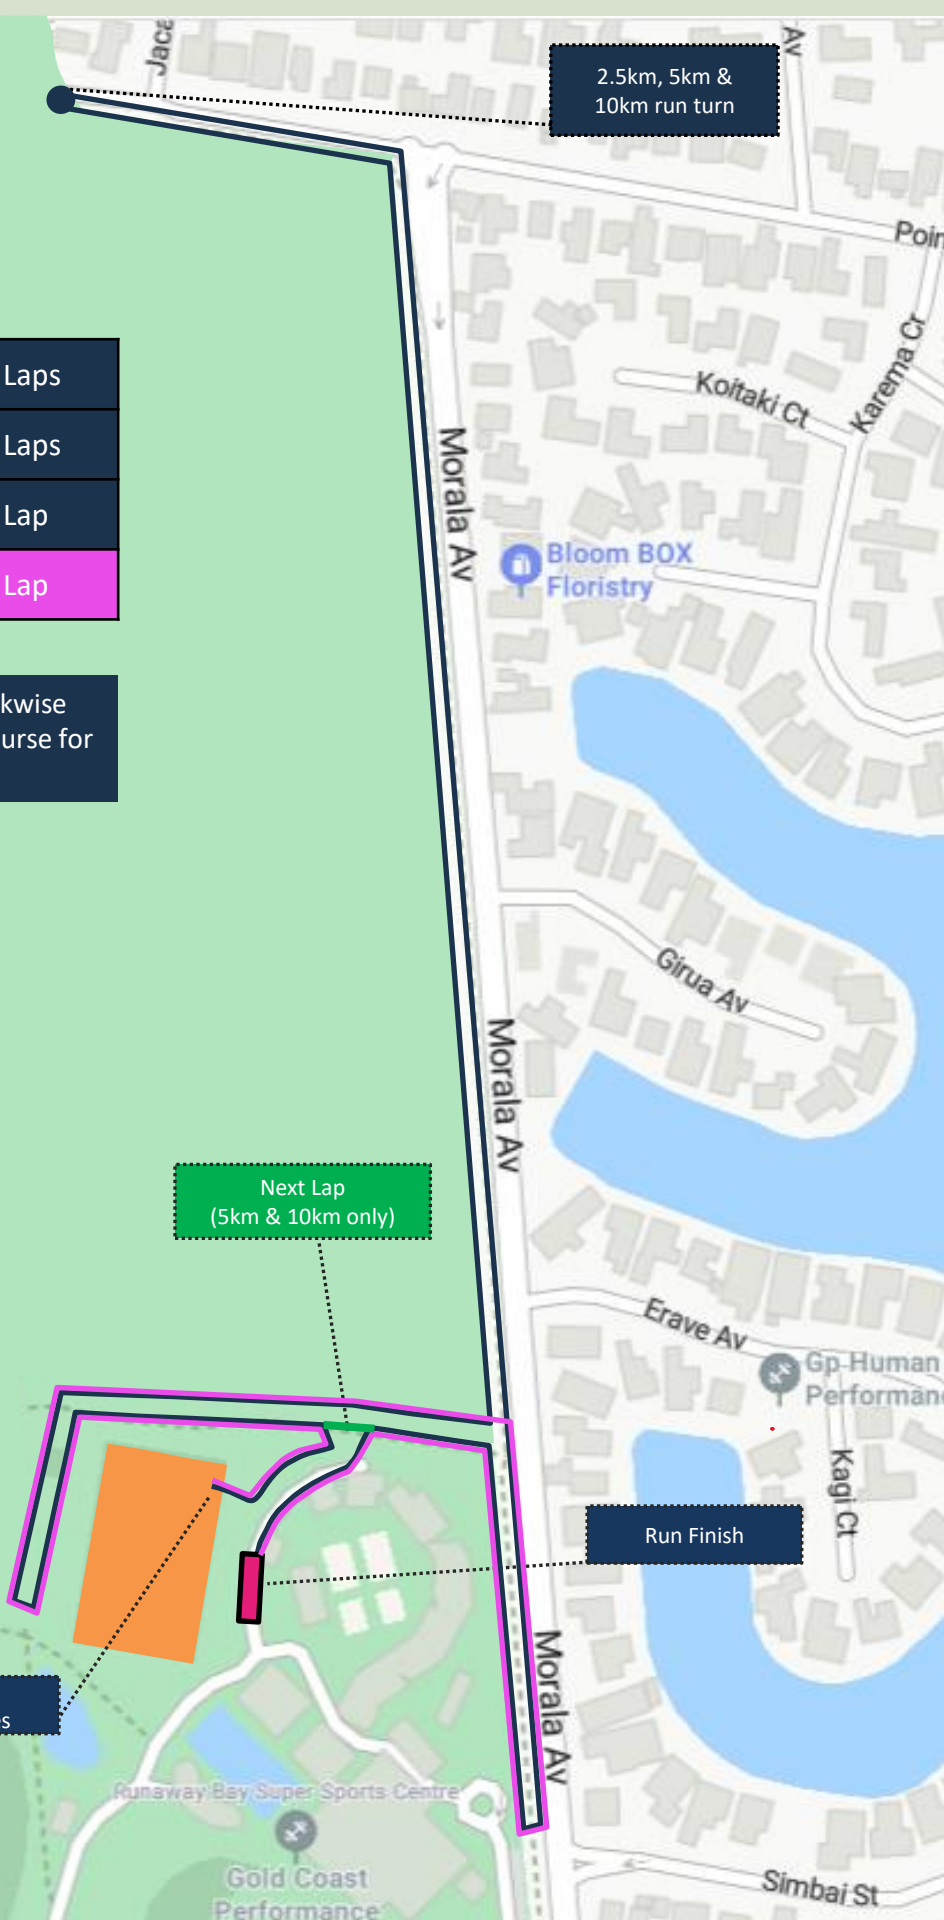 Jaca
Av
2.5km, 5km &
10km run turn
Poin
Karema Cr
Laps
Koitaki Ct
Laps
Morala Av
Lap
Bloom BOX
Floristry
Lap
kwise
urse for
Girua Av
Morala Av
Next Lap
(5km & 10km only)
Erave Av
Gp Human
Performanc
Kagi Ct
Run Finish
Morala Av
es
Runaway Bay Super Sports Centre
Gold Coast
Performance
Simbai St